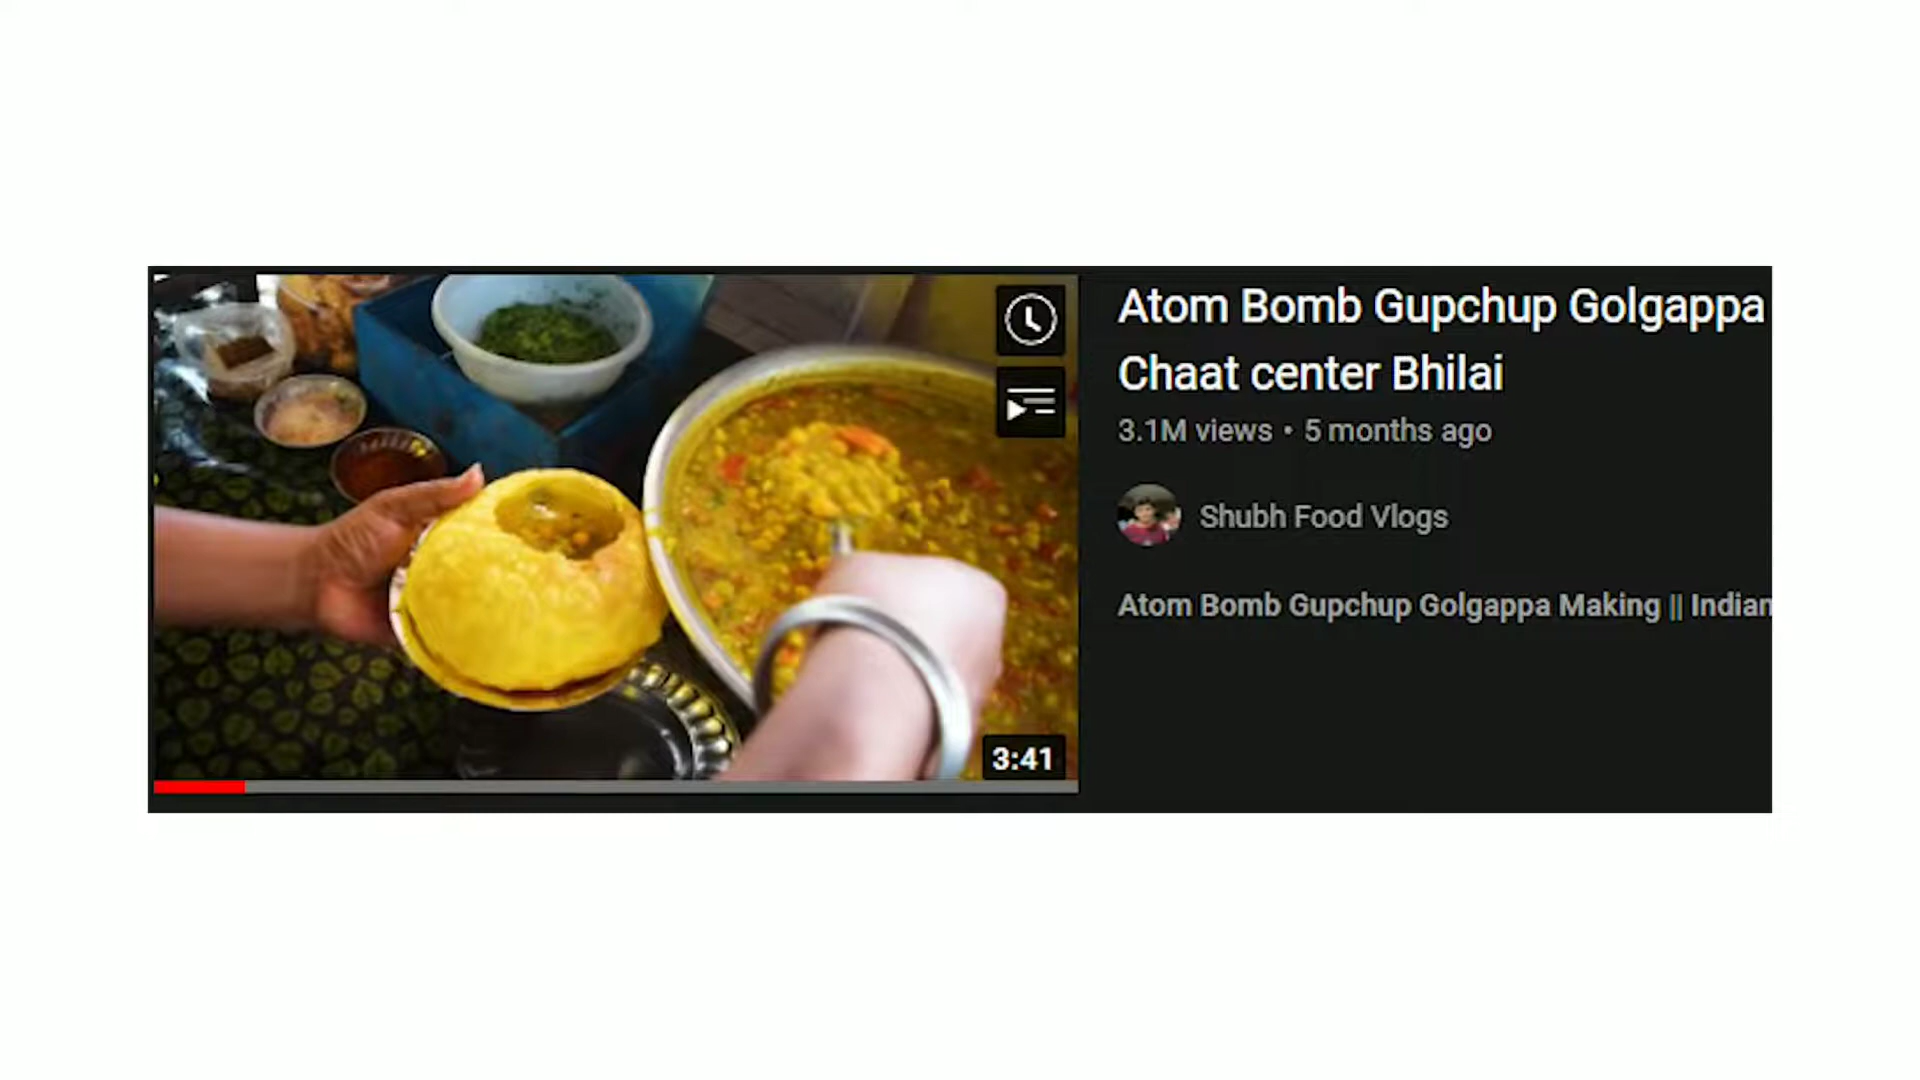 Atom Bomb Gupchup Golgappa
Chaat center Bhilai
3.1M views • 5 months ago
Shubh Food Vlogs
Atom Bomb Gupchup Golgappa Making || Indian
3:41